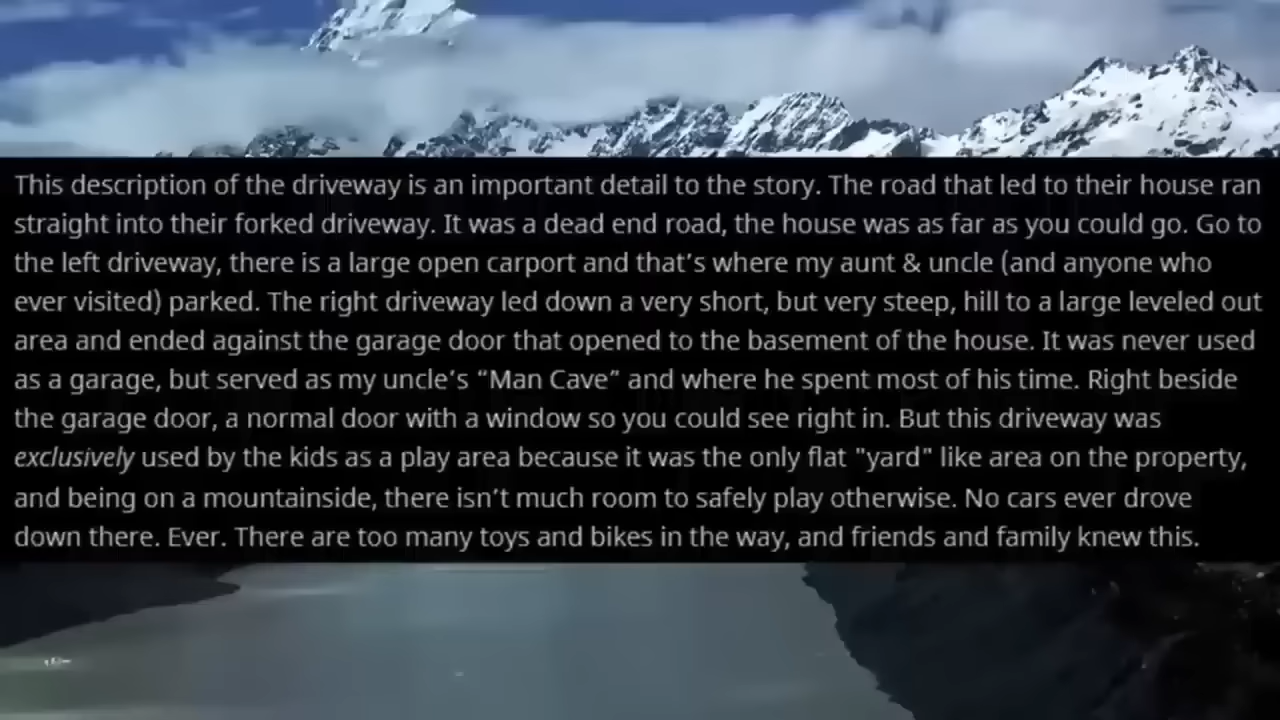 This description of the driveway is an important detail to the story. The road that led to their house ran
straight into their forked driveway. It was a dead end road, the house was as far as you could go. Go to
the left driveway, there is a large open carport and that’s where my aunt & uncle (and anyone who
ever visited) parked. The right driveway led down a very short, but very steep, hill to a large leveled out
area and ended against the garage door that opened to the basement of the house. It was never used
as a garage, but served as my uncle’s “Man Cave” and where he spent most of his time. Right beside
the garage door, a normal door with a window so you could see right in. But this driveway was
exclusively used by the kids as a play area because it was the only flat "yard" like area on the property,
and being on a mountainside, there isn’t much room to safely play otherwise. No cars ever drove
down there. Ever. There are too many toys and bikes in the way, and friends and family knew this.